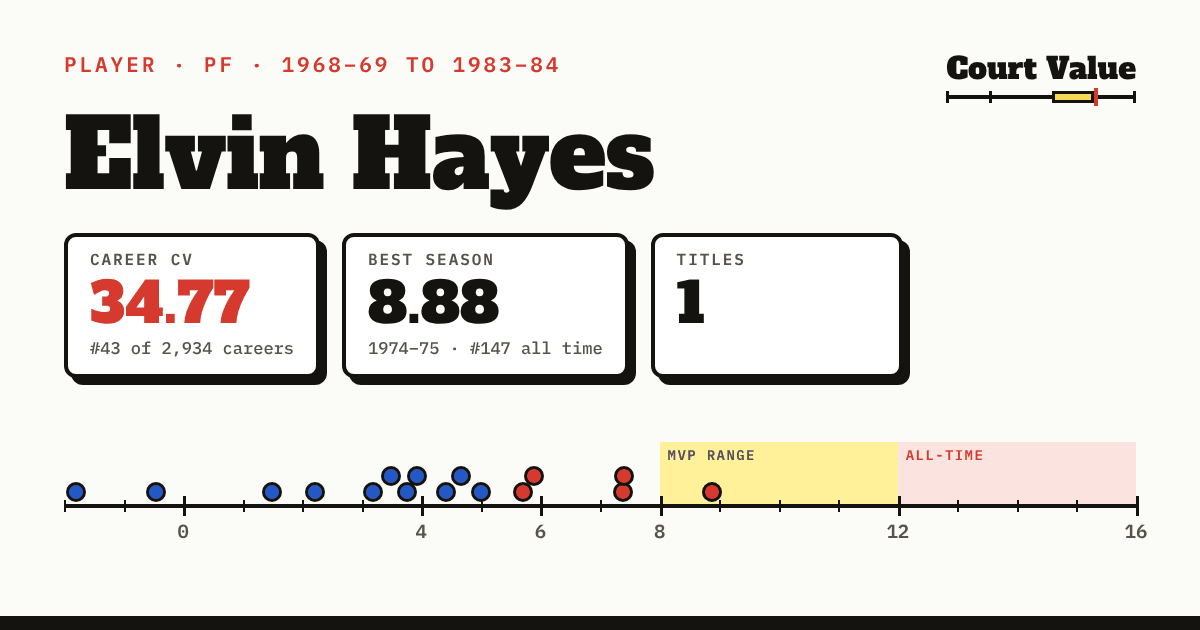 PLAYER · PF · 1968–69 TO 1983–84
Court Value
Elvin Hayes
CAREER CV
34.77
#43 of 2,934 careers
BEST SEASON
8.88
1974–75 · #147 all time
TITLES
1
MVP RANGE
ALL-TIME
0 4 6 8 12 16